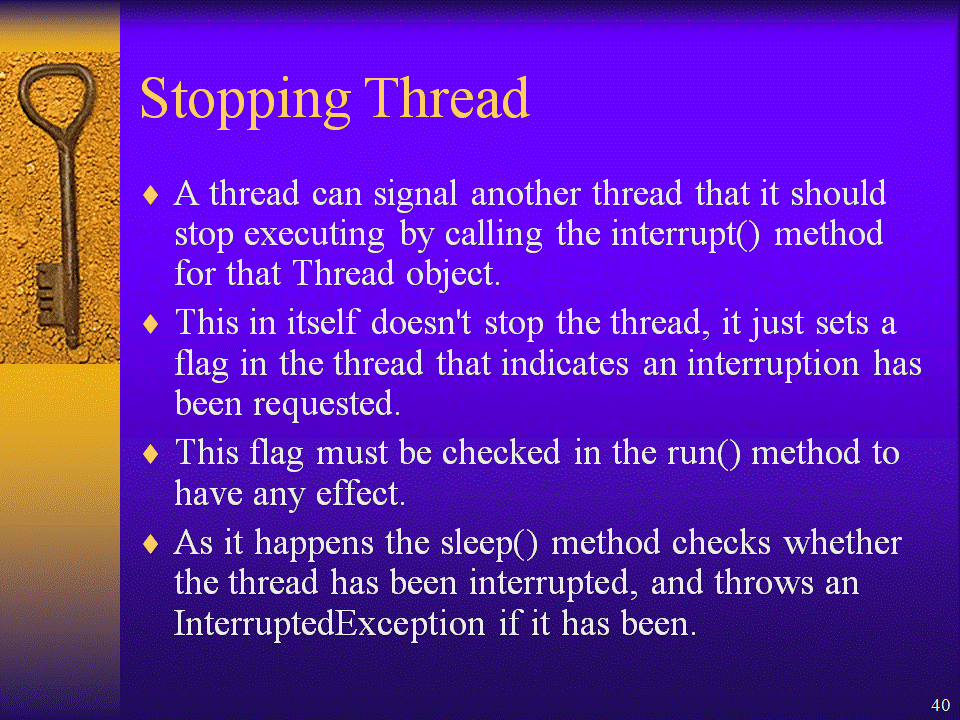 Stopping Thread
♦ A thread can signal another thread that it should
stop executing by calling the interrupt() method
for that Thread object.
♦ This in itself doesn't stop the thread, it just sets a
flag in the thread that indicates an interruption has
been requested.
♦ This flag must be checked in the run() method to
have any effect.
♦ As it happens the sleep() method checks whether
the thread has been interrupted, and throws an
InterruptedException if it has been.
40